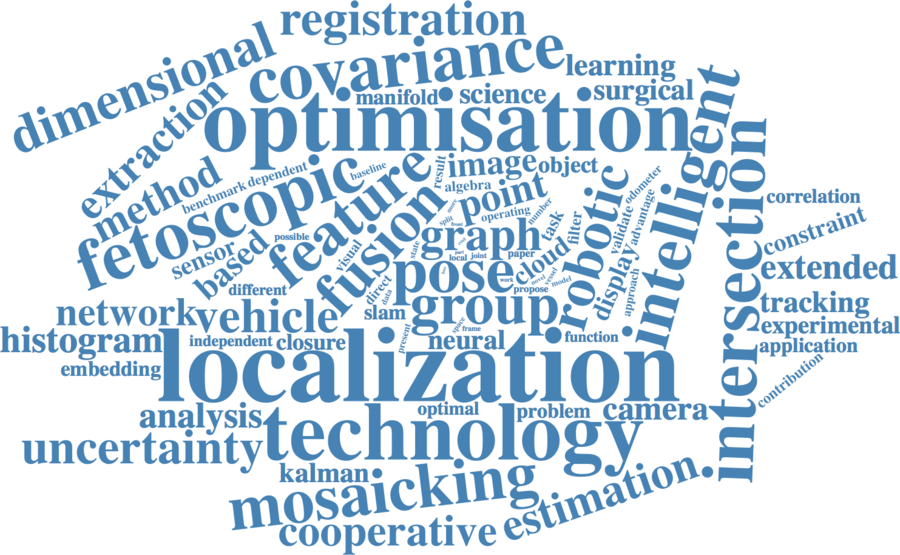 registration
dimensional
covariance
learning
extraction
manifold
science
surgical
optimisation
intelligent
method
benchmark
dependent
baseline
result
image
object
fetoscopic
feature
algebra
point
robotic
odometer
intersection
correlation
sensor
based
possible
visual
fusion
split
operating
number
task
filter
validate
advantage
constraint
graph
state
local
joint
paper
cloud
display
approach
extended
different
direct
data
pose
work
propose
novel
vessel
model
tracking
network
vehicle
slam
group
experimental
histogram
independent
closure
present
space
frame
neural
function
application
embedding
localization
contribution
analysis
optimal
problem
camera
uncertainty
technology
kalman
mosaicking
estimation
cooperative